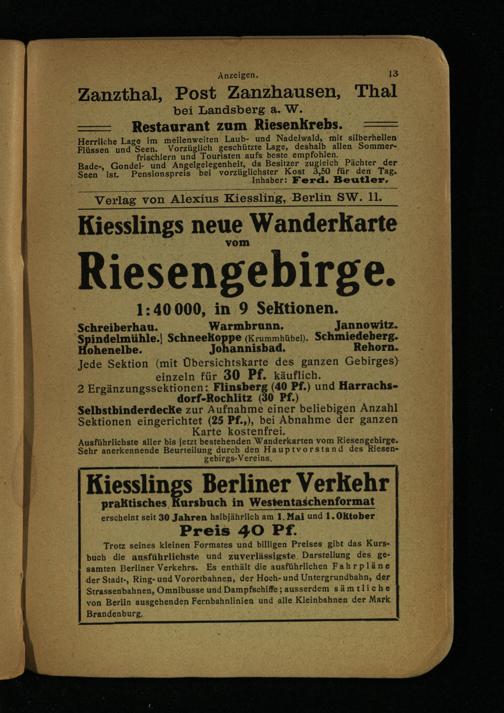 Anzeigen. 13
Zanzthal, Post Zanzhausen, Thal
bei Landsberg a. W.
Restaurant zum Riesenkrebs.
Herrliche Lage im meilenweiten Laub- und Nadelwald, mit silberhellen
Flüssen und Seen. Vorzüglich geschützte Lage, deshalb allen Sommer-
frischlern und Touristen aufs beste empfohlen.
Bade-, Gondel- und Angelgelegenheit, da Besitzer zugleich Pächter der
Seen ist. Pensionspreis bei vorzüglichster Kost 3,50 für den Tag.
Inhaber: Ferd. Beutler.
Verlag von Alexius Kiessling, Berlin SW. 11.
Kiesslings neue Wanderkarte
vom
Riesengebirge.
1:40 000, in 9 Sektionen.
Schreiberhau. Warmbrunn. Jannowitz.
Spindelmühle. Schneekoppe (Krummhübel). Schmiedeberg.
Hohenelbe. Johannisbad. Rehorn.
Jede Sektion (mit Übersichtskarte des ganzen Gebirges)
einzeln für 30 Pf. käuflich.
2 Ergänzungssektionen: Flinsberg (40 Pf.) und Harrachs-
dorf-Rochlitz (30 Pf.)
Selbstbinderdecke zur Aufnahme einer beliebigen Anzahl
Sektionen eingerichtet (25 Pf.,), bei Abnahme der ganzen
Karte kostenfrei.
Ausführlichste aller bis jetzt bestehenden Wanderkarten vom Riesengebirge.
Sehr anerkennende Beurteilung durch den Hauptvorstand des Riesen-
gebirgs-Vereins.
Kiesslings Berliner Verkehr
praktisches Kursbuch in Westentaschenformat
erscheint seit 30 Jahren halbjährlich am 1. Mai und 1. Oktober
Preis 40 Pf.
Trotz seines kleinen Formates und billigen Preises gibt das Kurs-
buch die ausführlichste und zuverlässigste Darstellung des ge-
samten Berliner Verkehrs. Es enthält die ausführlichen Fahrpläne
der Stadt-, Ring- und Vorortbahnen, der Hoch- und Untergrundbahn, der
Strassenbahnen, Omnibusse und Dampfschiffe; ausserdem sämtliche
von Berlin ausgehenden Fernbahnlinien und alle Kleinbahnen der Mark
Brandenburg.